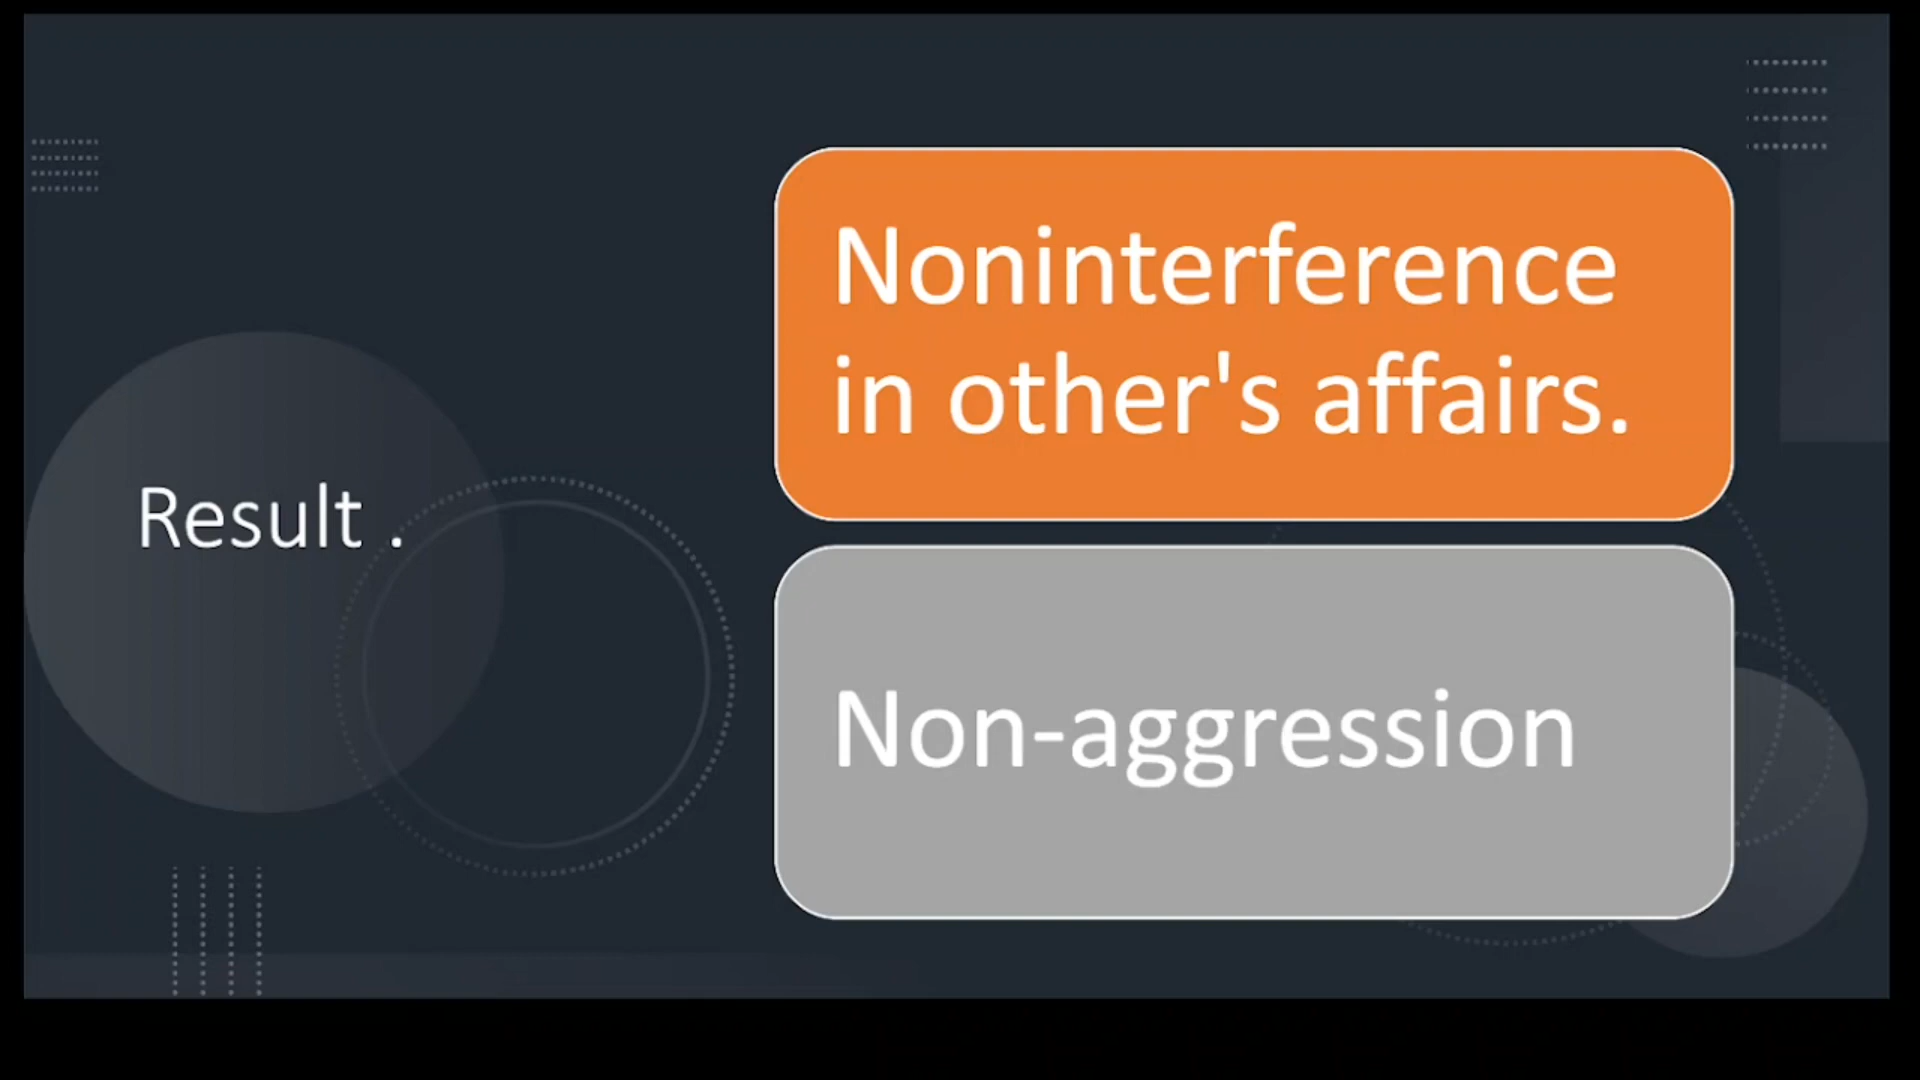 Result .
Noninterference
in other's affairs.
Non-aggression